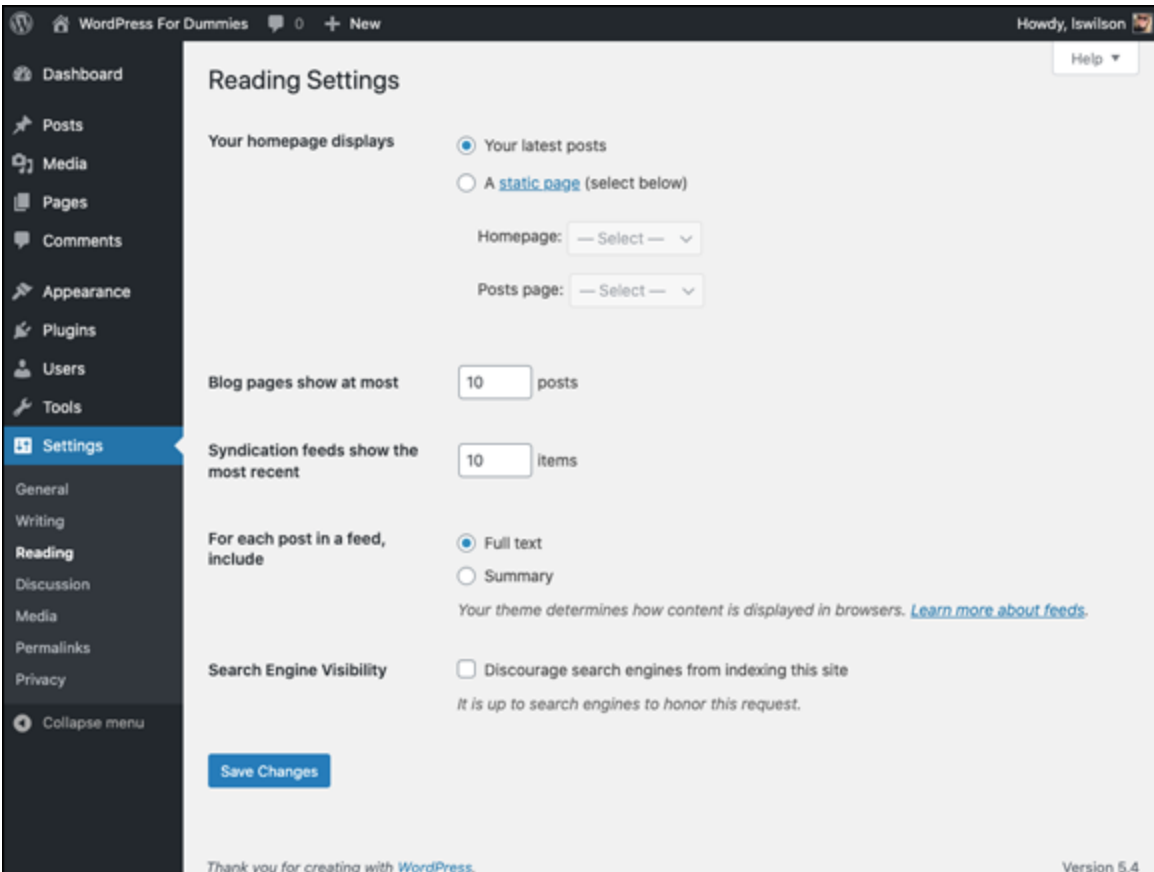 WordPress For Dummies 0 + New Howdy, lswilson
Help ▼
Dashboard
Posts
Media
Pages
Comments
Appearance
Plugins
Users
Tools
Settings
General
Writing
Reading
Discussion
Media
Permalinks
Privacy
Collapse menu
Reading Settings
Your homepage displays
Your latest posts
A static page (select below)
Homepage: — Select —
Posts page: — Select —
Blog pages show at most 10 posts
Syndication feeds show the
most recent
10 items
For each post in a feed,
include
Full text
Summary
Your theme determines how content is displayed in browsers. Learn more about feeds.
Search Engine Visibility
Discourage search engines from indexing this site
It is up to search engines to honor this request.
Save Changes
Thank you for creating with WordPress. Version 5.4